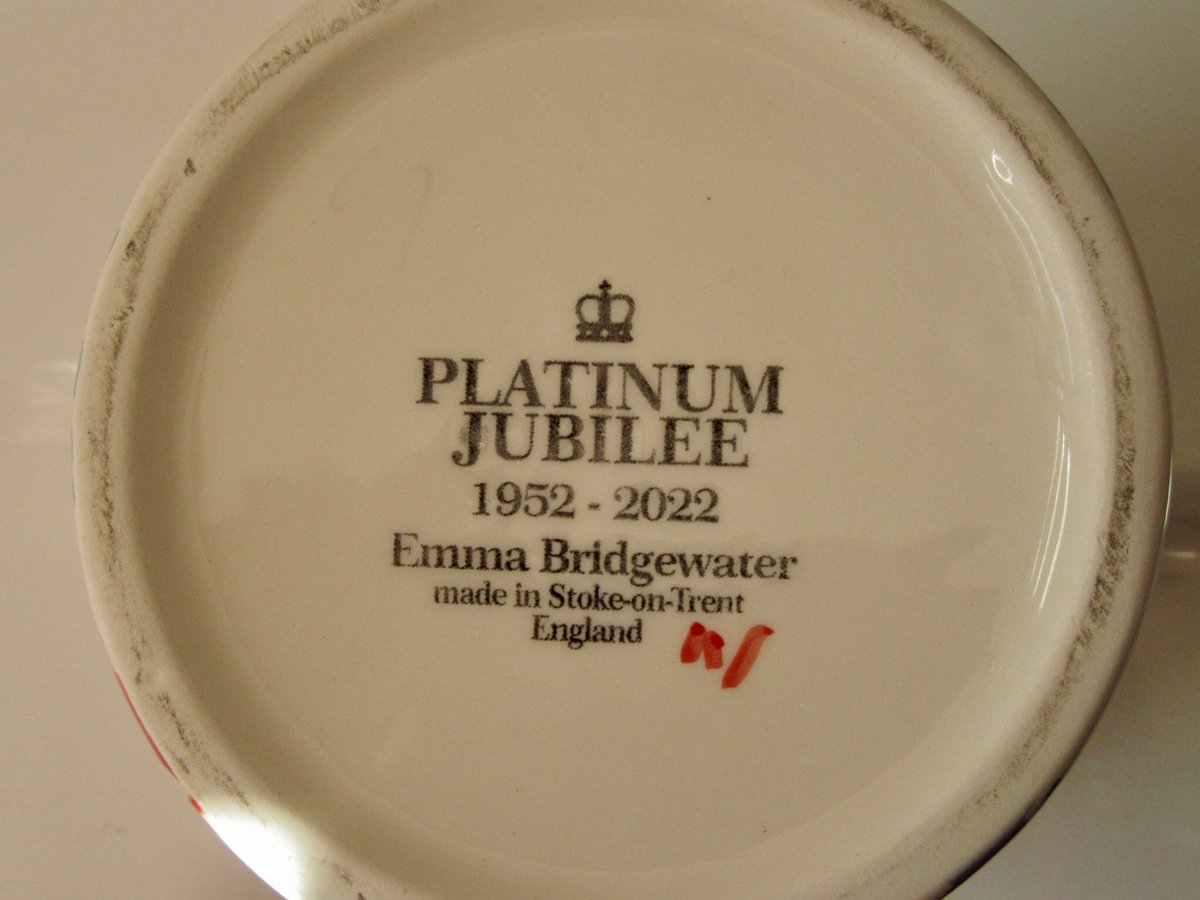 PLATINUM
JUBILEE
1952 - 2022
Emma Bridgewater
made in Stoke-on-Trent
England